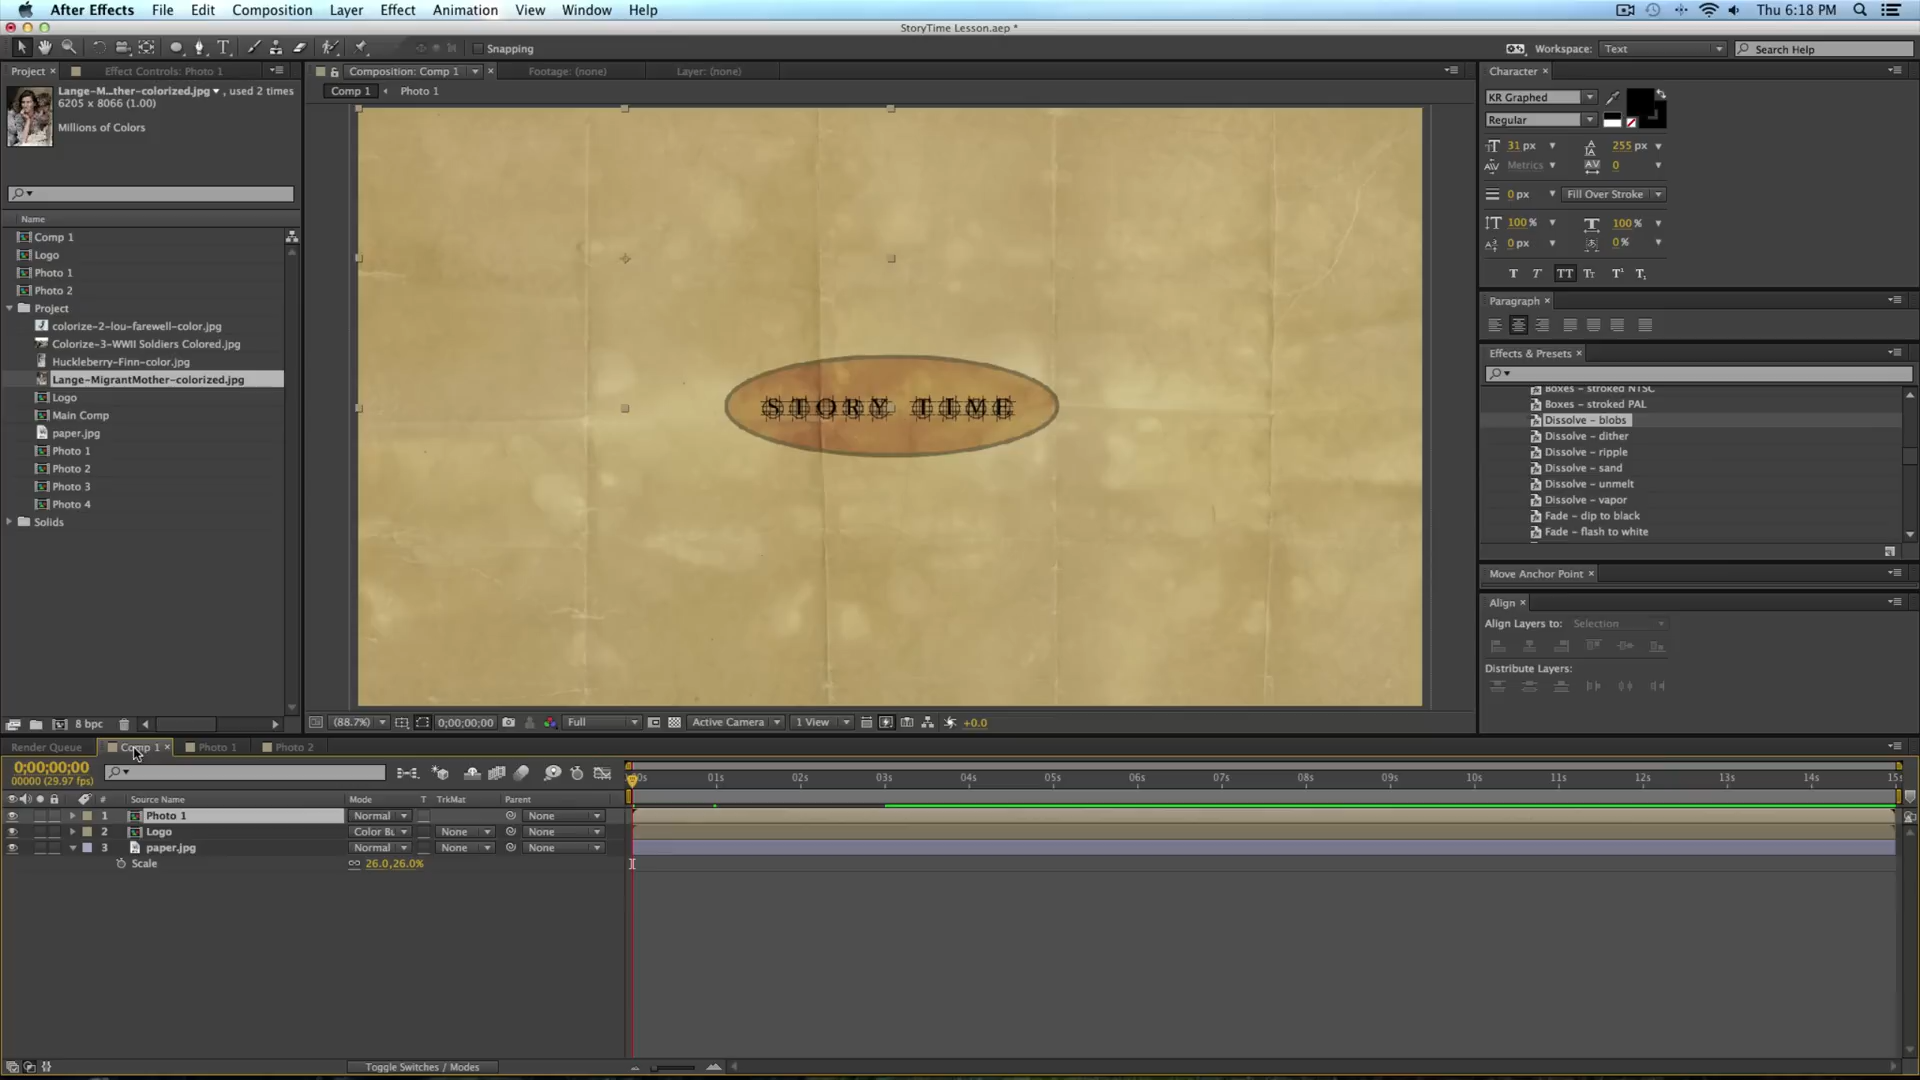 After Effects File Edit Composition Layer Effect Animation View Window Help Thu 6:18 PM
StoryTime Lesson.aep *
Snapping Workspace: Text Search Help
Project × Effect Controls: Photo 1
Lange-M...ther-colorized.jpg ▾ , used 2 times
6205 x 8066 (1.00)
Millions of Colors
Name
Comp 1
Logo
Photo 1
Photo 2
Project
colorize-2-lou-farewell-color.jpg
Colorize-3-WWII Soldiers Colored.jpg
Huckleberry-Finn-color.jpg
Lange-MigrantMother-colorized.jpg
Logo
Main Comp
paper.jpg
Photo 1
Photo 2
Photo 3
Photo 4
Solids
8 bpc
Composition: Comp 1 × Footage: (none) Layer: (none)
Comp 1 Photo 1
STORY TIME
(88.7%) 0;00;00;00 Full Active Camera 1 View +0.0
Character ×
KR Graphed
Regular
31 px 255 px
Metrics 0
0 px Fill Over Stroke
100 % 100 %
0 px 0 %
T T TT Tт T¹ T₁
Paragraph ×
Effects & Presets ×
Boxes - stroked NTSC
Boxes - stroked PAL
Dissolve - blobs
Dissolve - dither
Dissolve - ripple
Dissolve - sand
Dissolve - unmelt
Dissolve - vapor
Fade - dip to black
Fade - flash to white
Move Anchor Point ×
Align ×
Align Layers to: Selection
Distribute Layers:
Render Queue Comp 1 × Photo 1 Photo 2
0;00;00;00
00000 (29.97 fps)
00s 01s 02s 03s 04s 05s 06s 07s 08s 09s 10s 11s 12s 13s 14s 15s
# Source Name Mode T TrkMat Parent
1 Photo 1 Normal None
2 Logo Color Bu None None
3 paper.jpg Normal None None
Scale 26.0,26.0%
Toggle Switches / Modes